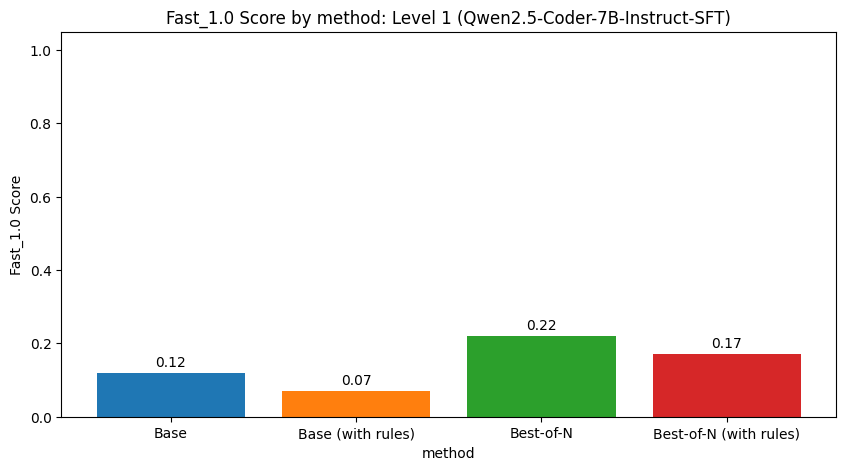 Fast_1.0 Score by method: Level 1 (Qwen2.5-Coder-7B-Instruct-SFT)
Fast_1.0 Score
1.0
0.8
0.6
0.4
0.2
0.0
0.12
0.07
0.22
0.17
Base
Base (with rules)
Best-of-N
Best-of-N (with rules)
method